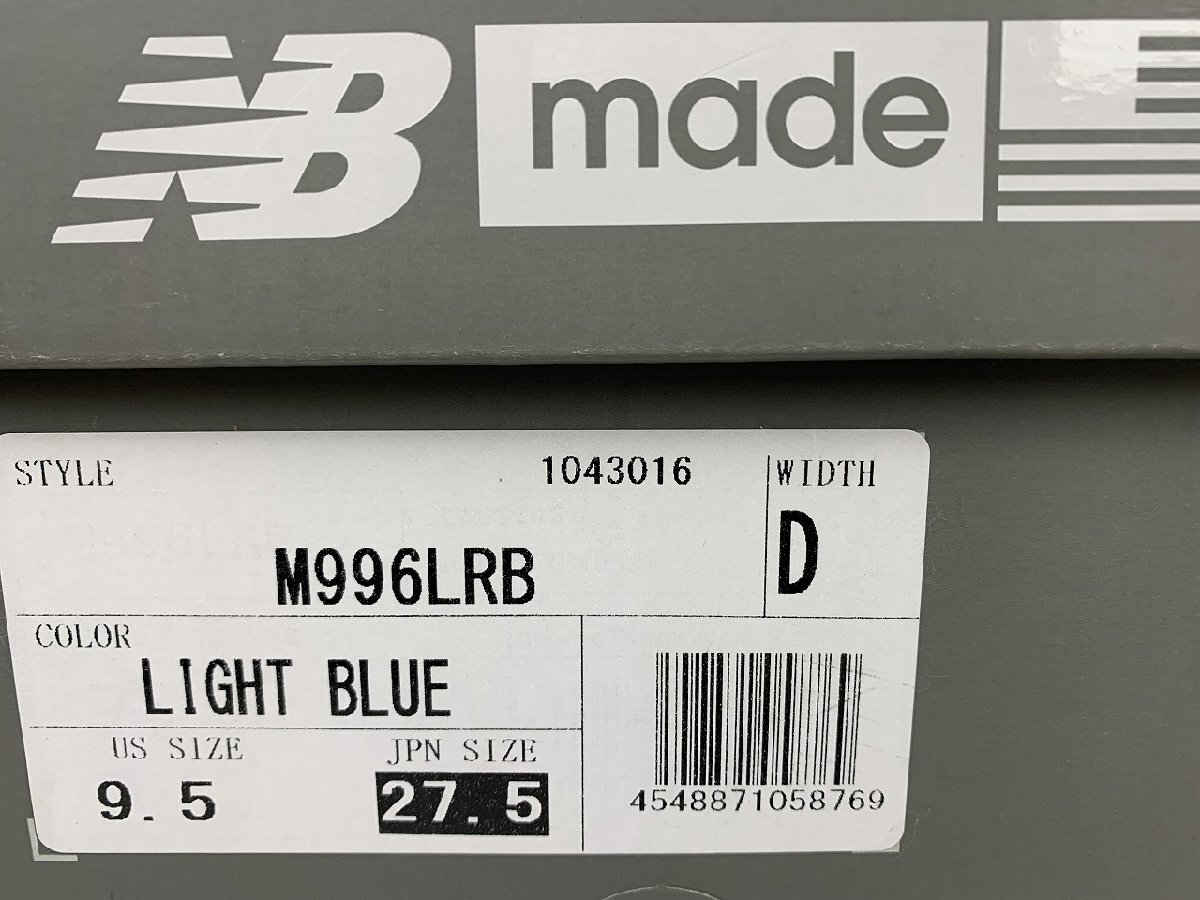 NB made
STYLE 1043016 WIDTH
M996LRB D
COLOR
LIGHT BLUE
US SIZE JPN SIZE
9.5 27.5
4548871058769